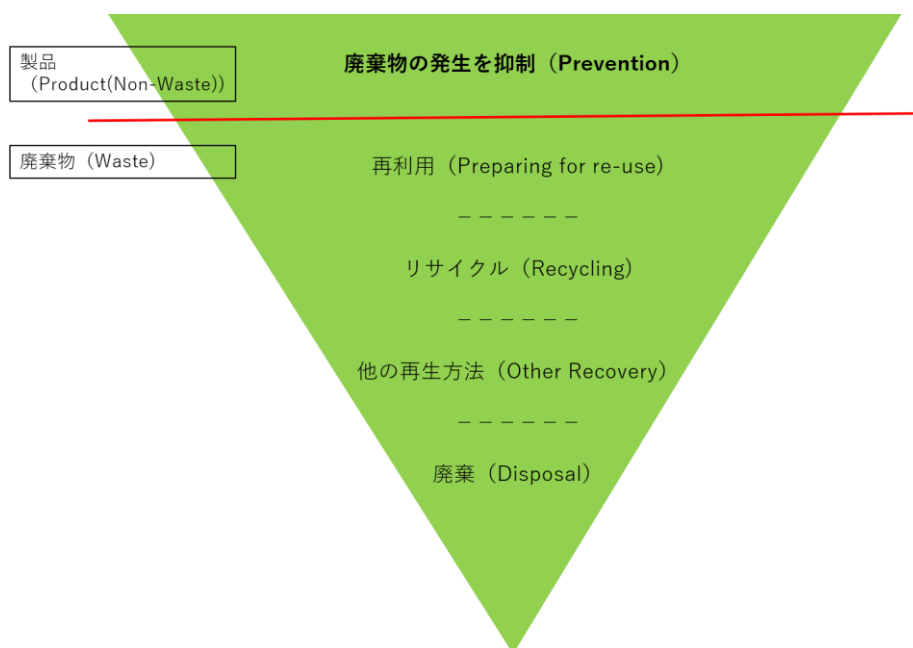 製品
（Product(Non-Waste)）
廃棄物の発生を抑制（Prevention）
廃棄物（Waste）
再利用（Preparing for re-use）
－－－－－－
リサイクル（Recycling）
－－－－－－
他の再生方法（Other Recovery）
－－－－－－
廃棄（Disposal）